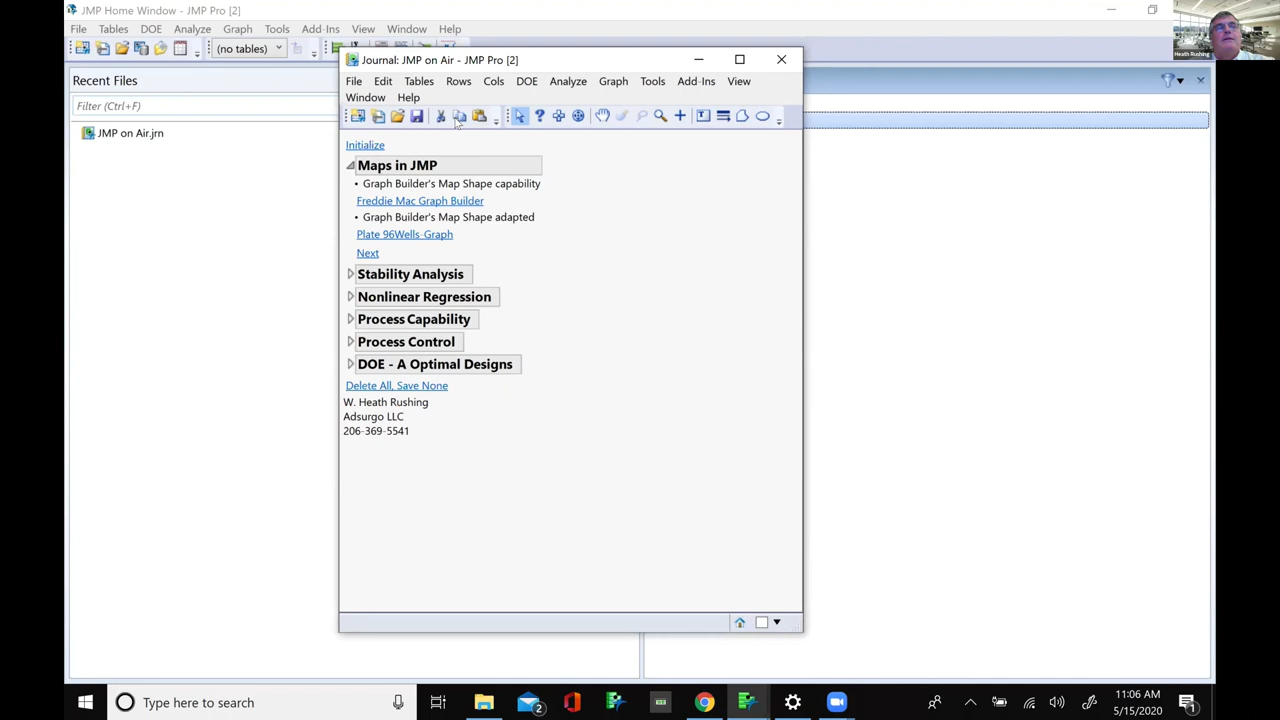 JMP Home Window - JMP Pro [2]
File Tables DOE Analyze Graph Tools Add-Ins View Window Help
(no tables)
Recent Files
Filter (Ctrl+F)
JMP on Air.jrn
Journal: JMP on Air - JMP Pro [2]
File Edit Tables Rows Cols DOE Analyze Graph Tools Add-Ins View
Window Help
Initialize
Maps in JMP
• Graph Builder's Map Shape capability
Freddie Mac Graph Builder
• Graph Builder's Map Shape adapted
Plate 96Wells-Graph
Next
Stability Analysis
Nonlinear Regression
Process Capability
Process Control
DOE - A Optimal Designs
Delete All, Save None
W. Heath Rushing
Adsurgo LLC
206-369-5541
Heath Rushing
Type here to search
2
11:06 AM
5/15/2020
1